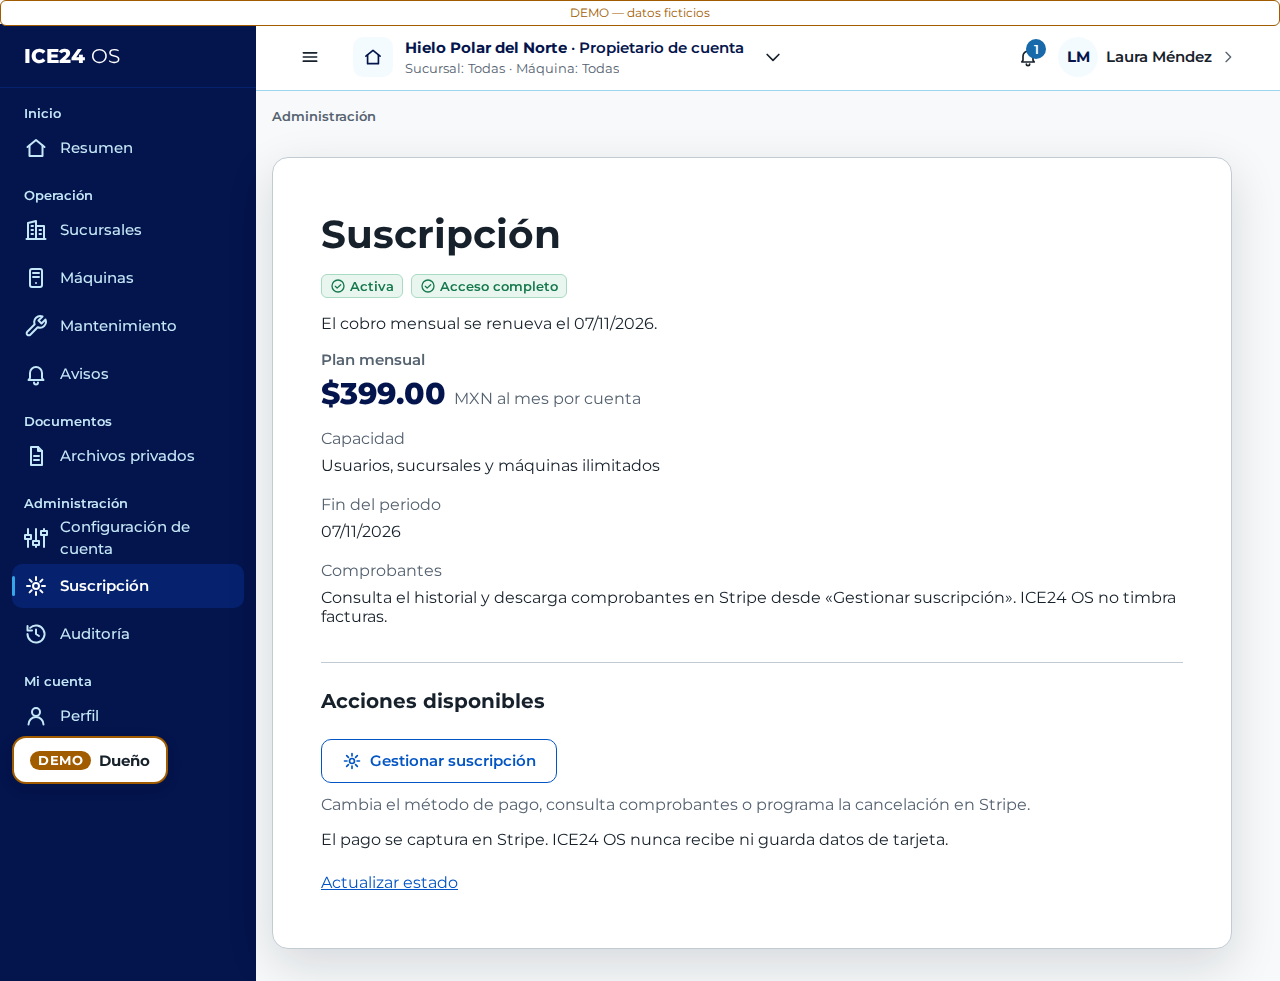 DEMO — datos ficticios
ICE24 OS
Hielo Polar del Norte · Propietario de cuenta
Sucursal: Todas · Máquina: Todas
1
LM
Laura Méndez
Inicio
Resumen
Operación
Sucursales
Máquinas
Mantenimiento
Avisos
Documentos
Archivos privados
Administración
Configuración de
cuenta
Suscripción
Auditoría
Mi cuenta
Perfil
DEMO Dueño
Administración
Suscripción
Activa
Acceso completo
El cobro mensual se renueva el 07/11/2026.
Plan mensual
$399.00 MXN al mes por cuenta
Capacidad
Usuarios, sucursales y máquinas ilimitados
Fin del periodo
07/11/2026
Comprobantes
Consulta el historial y descarga comprobantes en Stripe desde «Gestionar suscripción». ICE24 OS no timbra
facturas.
Acciones disponibles
Gestionar suscripción
Cambia el método de pago, consulta comprobantes o programa la cancelación en Stripe.
El pago se captura en Stripe. ICE24 OS nunca recibe ni guarda datos de tarjeta.
Actualizar estado